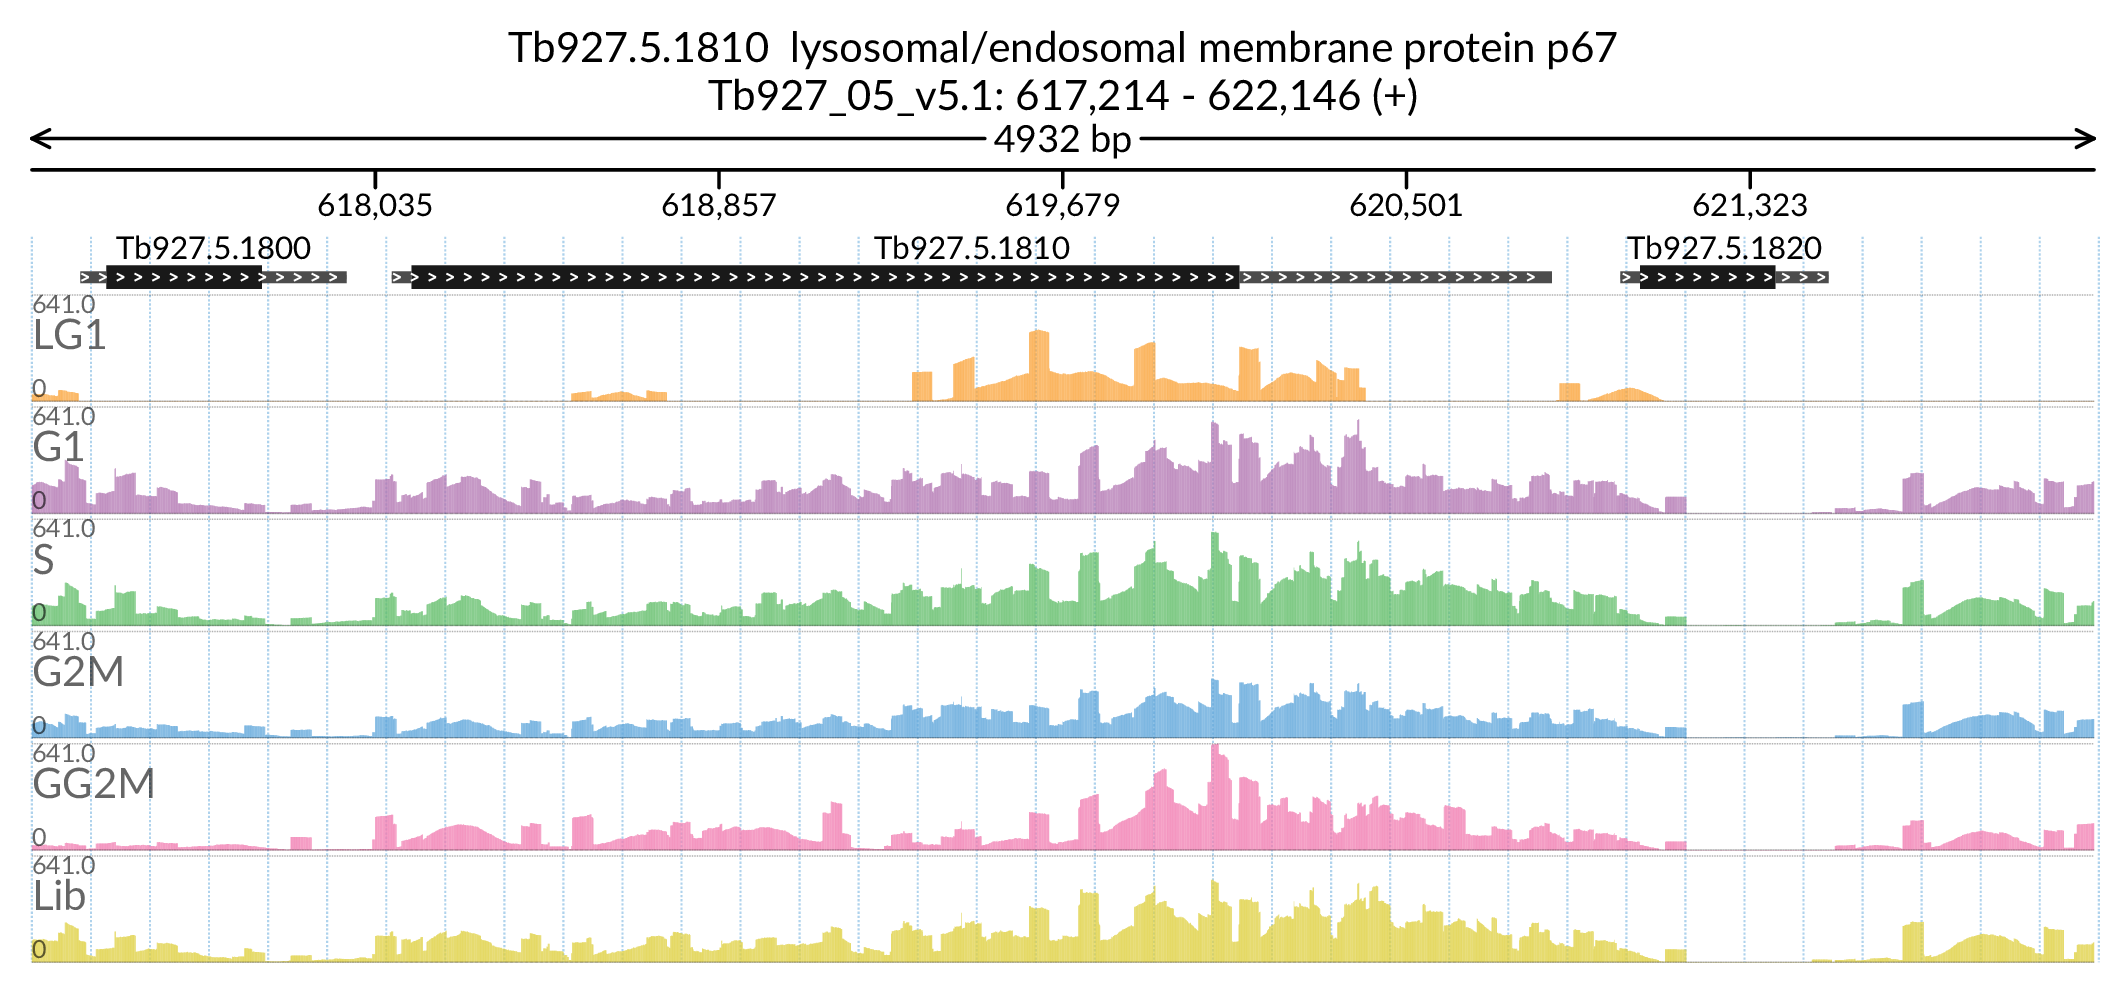 Tb927.5.1810  lysosomal/endosomal membrane protein p67
Tb927_05_v5.1: 617,214 - 622,146 (+)
4932 bp
618,035 618,857 619,679 620,501 621,323
Tb927.5.1800 Tb927.5.1810 Tb927.5.1820
641.0
LG1
0
641.0
G1
0
641.0
S
0
641.0
G2M
0
641.0
GG2M
0
641.0
Lib
0